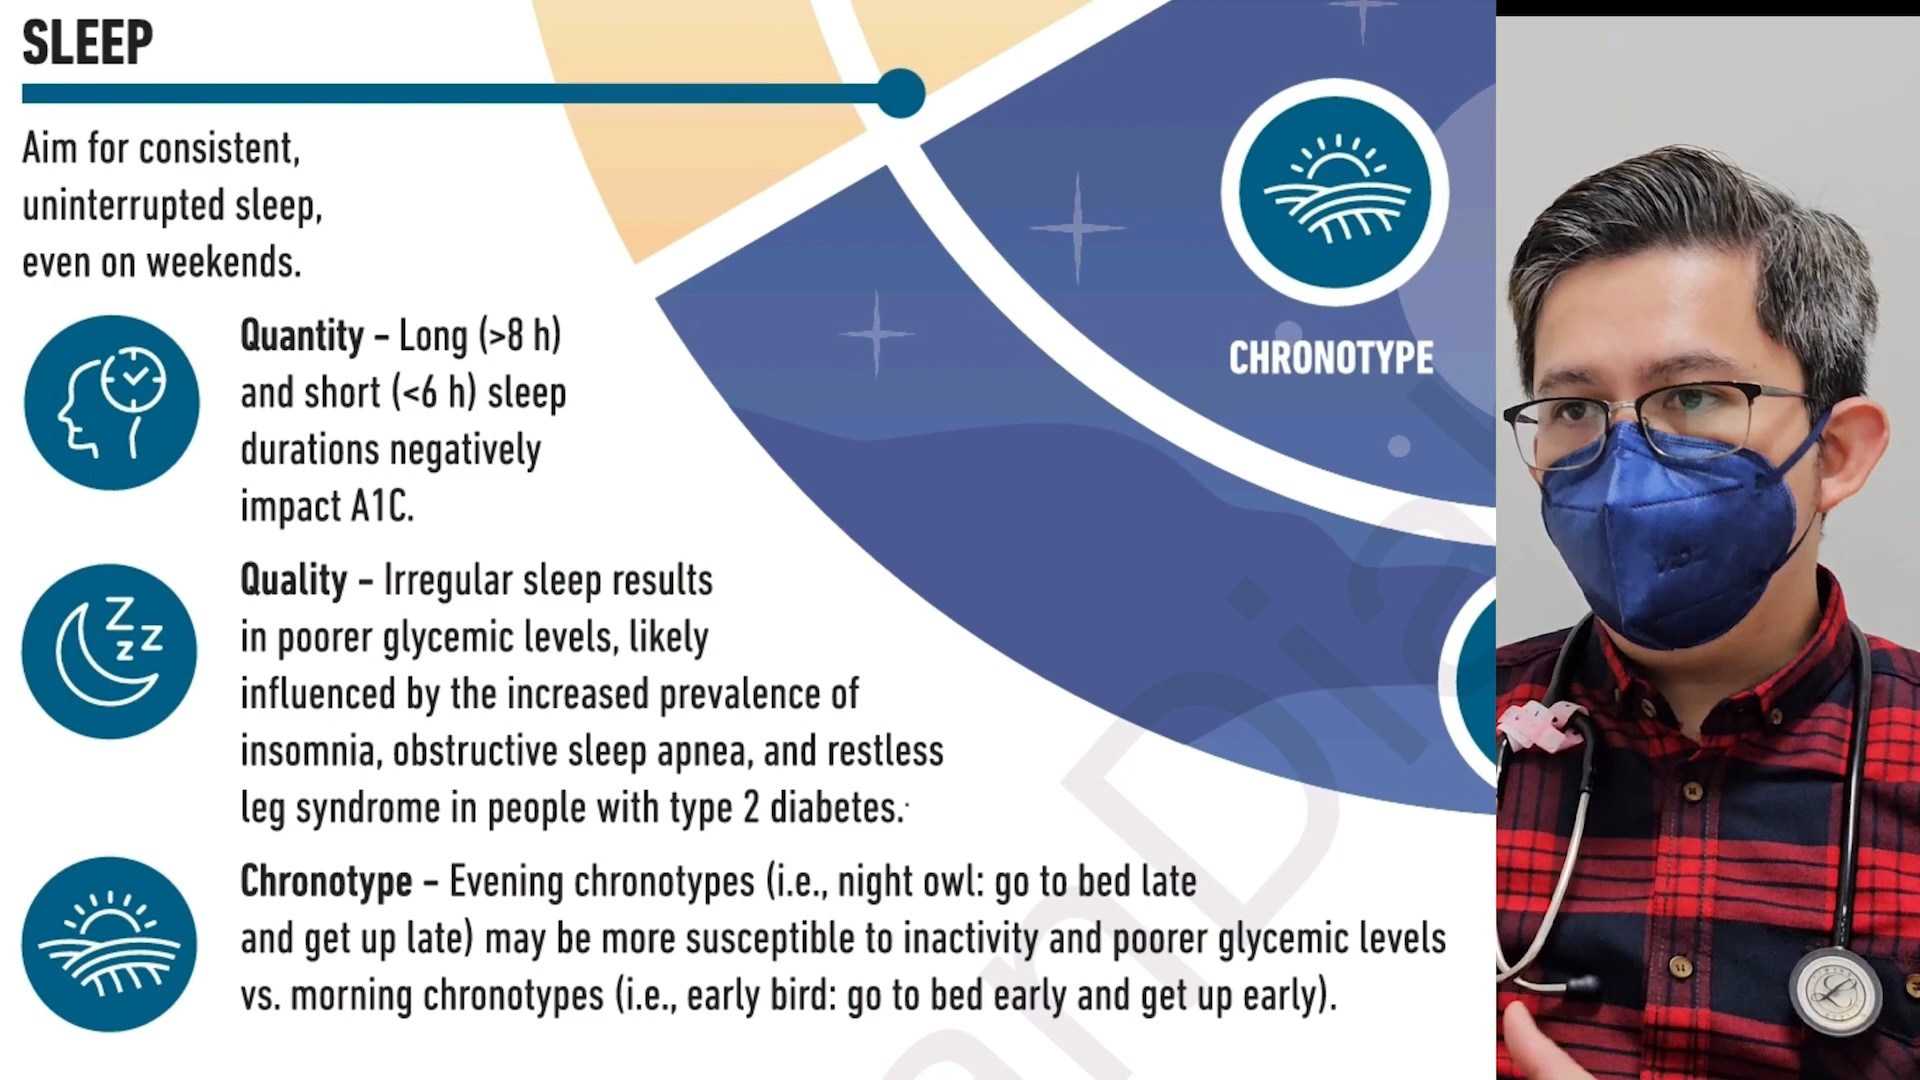 SLEEP
Aim for consistent,
uninterrupted sleep,
even on weekends.
Quantity – Long (>8 h)
and short (<6 h) sleep
durations negatively
impact A1C.
Quality – Irregular sleep results
in poorer glycemic levels, likely
influenced by the increased prevalence of
insomnia, obstructive sleep apnea, and restless
leg syndrome in people with type 2 diabetes.
Chronotype – Evening chronotypes (i.e., night owl: go to bed late
and get up late) may be more susceptible to inactivity and poorer glycemic levels
vs. morning chronotypes (i.e., early bird: go to bed early and get up early).
CHRONOTYPE
Z Z Z